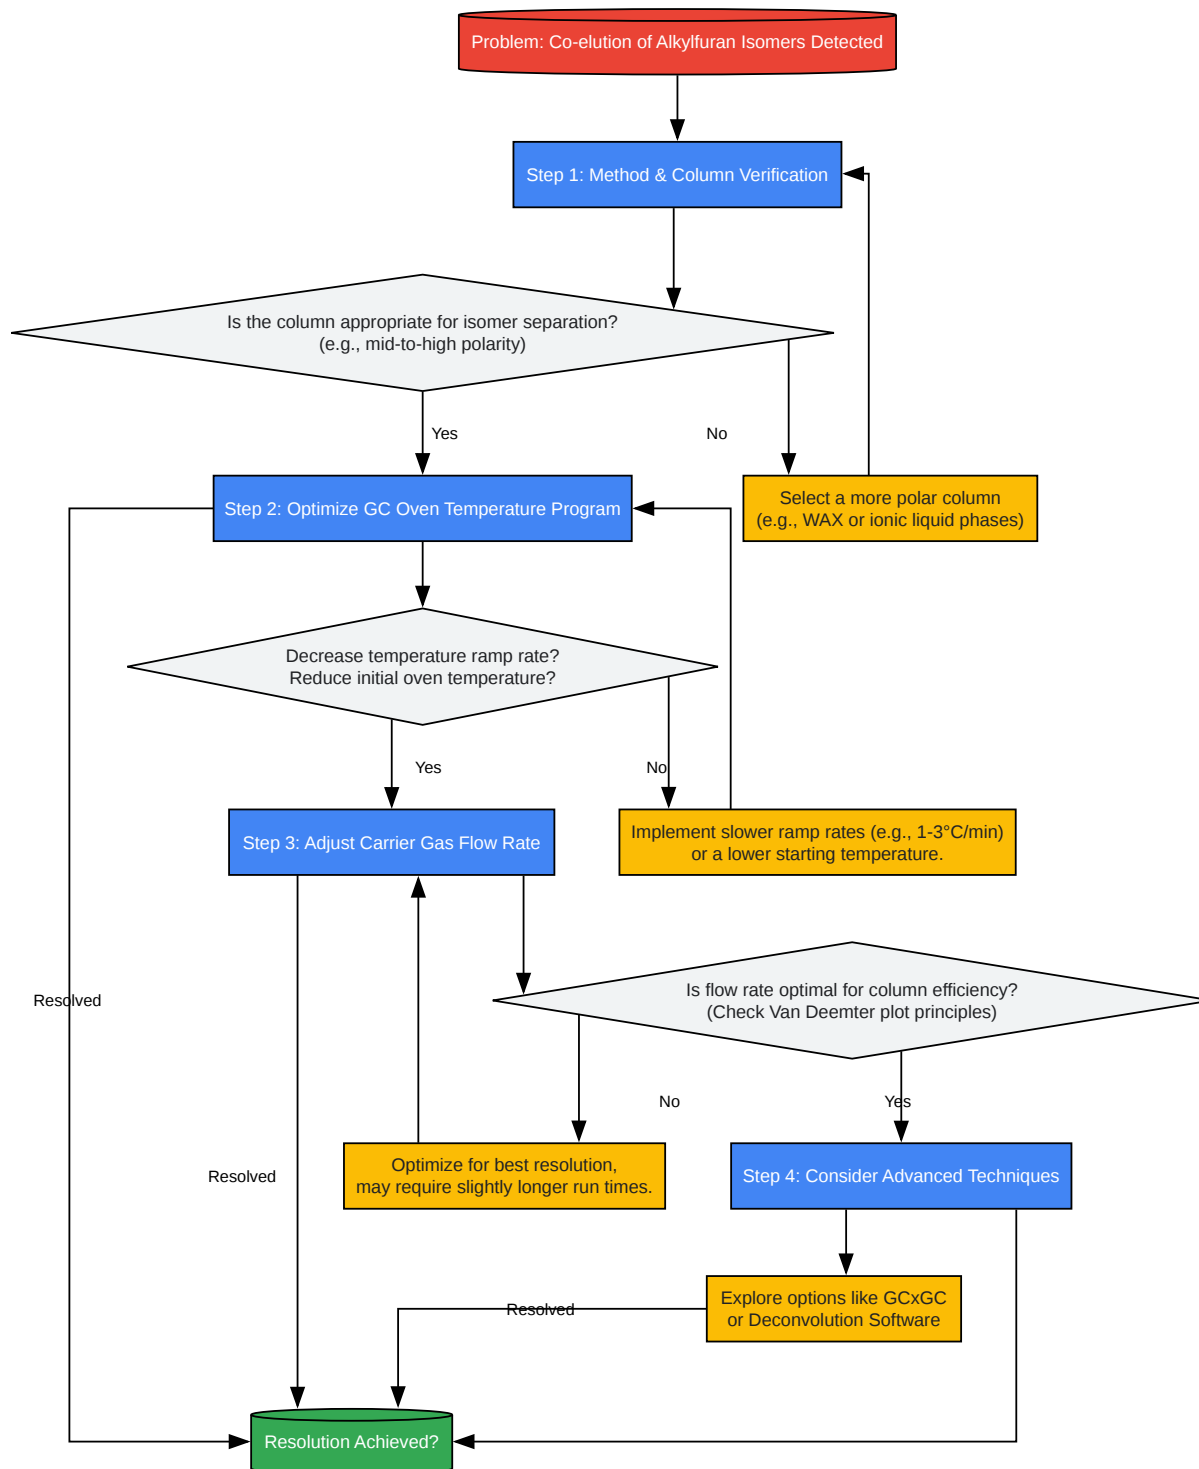 Problem: Co-elution of Alkylfuran Isomers Detected
Step 1: Method & Column Verification
Is the column appropriate for isomer separation?
(e.g., mid-to-high polarity)
Yes
No
Step 2: Optimize GC Oven Temperature Program
Select a more polar column
(e.g., WAX or ionic liquid phases)
Decrease temperature ramp rate?
Reduce initial oven temperature?
Yes
No
Step 3: Adjust Carrier Gas Flow Rate
Implement slower ramp rates (e.g., 1-3°C/min)
or a lower starting temperature.
Resolved
Is flow rate optimal for column efficiency?
(Check Van Deemter plot principles)
No
Yes
Resolved
Optimize for best resolution,
may require slightly longer run times.
Step 4: Consider Advanced Techniques
Explore options like GCxGC
or Deconvolution Software
Resolved
Resolution Achieved?